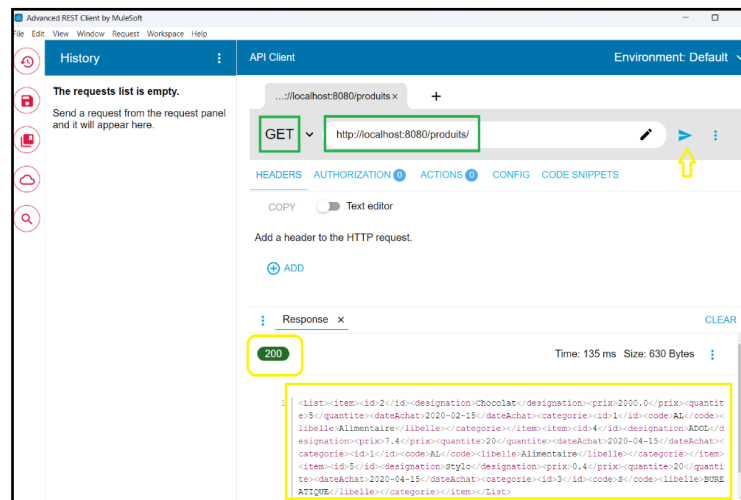 Advanced REST Client by MuleSoft
File Edit View Window Request Workspace Help
History
API Client
Environment: Default
The requests list is empty.
Send a request from the request panel
and it will appear here.
...://localhost:8080/produits ×
+
GET
http://localhost:8080/produits/
HEADERS AUTHORIZATION 0 ACTIONS 0 CONFIG CODE SNIPPETS
COPY Text editor
Add a header to the HTTP request.
ADD
Response ×
CLEAR
200
Time: 135 ms Size: 630 Bytes
1 <List><item><id>2</id><designation>Chocolat</designation><prix>2000.0</prix><quantit
e>5</quantite><dateAchat>2020-02-15</dateAchat><categorie><id>1</id><code>AL</code><
libelle>Alimentaire</libelle></categorie></item><item><id>4</id><designation>ADOL</d
esignation><prix>7.4</prix><quantite>20</quantite><dateAchat>2020-04-15</dateAchat><
categorie><id>1</id><code>AL</code><libelle>Alimentaire</libelle></categorie></item>
<item><id>5</id><designation>Stylo</designation><prix>0.4</prix><quantite>20</quanti
te><dateAchat>2020-04-15</dateAchat><categorie><id>3</id><code>S</code><libelle>BURE
ATIQUE</libelle></categorie></item></List>